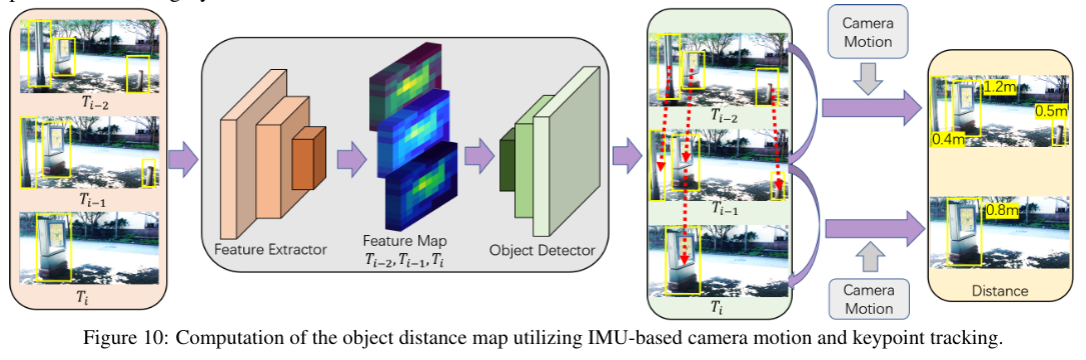 T_{i-2}
T_{i-1}
T_i
Feature Extractor
Feature Map
T_{i-2}, T_{i-1}, T_i
Object Detector
T_{i-2}
T_{i-1}
T_i
Camera
Motion
Camera
Motion
1.2m
0.5m
0.4m
0.8m
Distance
Figure 10: Computation of the object distance map utilizing IMU-based camera motion and keypoint tracking.